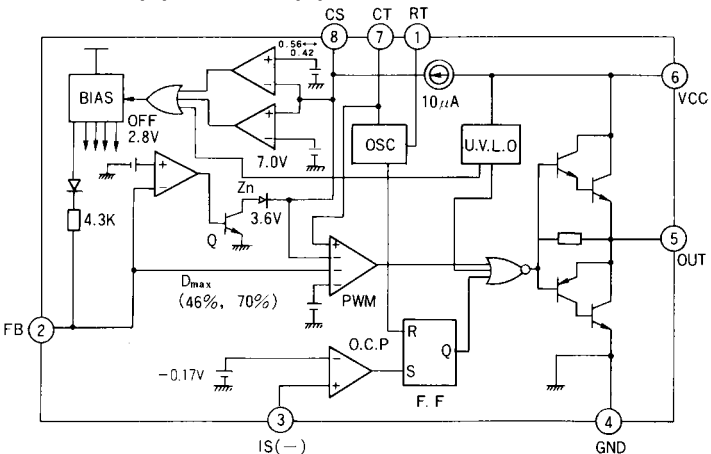 CS CT RT
8 7 1
0.56↔
0.42
6
VCC
BIAS
10μA
OFF
2.8V
7.0V
OSC
U.V.L.O
Zn
3.6V
4.3K
Q
5
OUT
Dmax
(46%, 70%)
PWM
FB 2
O.C.P
R
Q
S
F. F
-0.17V
3
IS(-)
4
GND
+
-
+
-
+
-
+
-
-
-
-
+